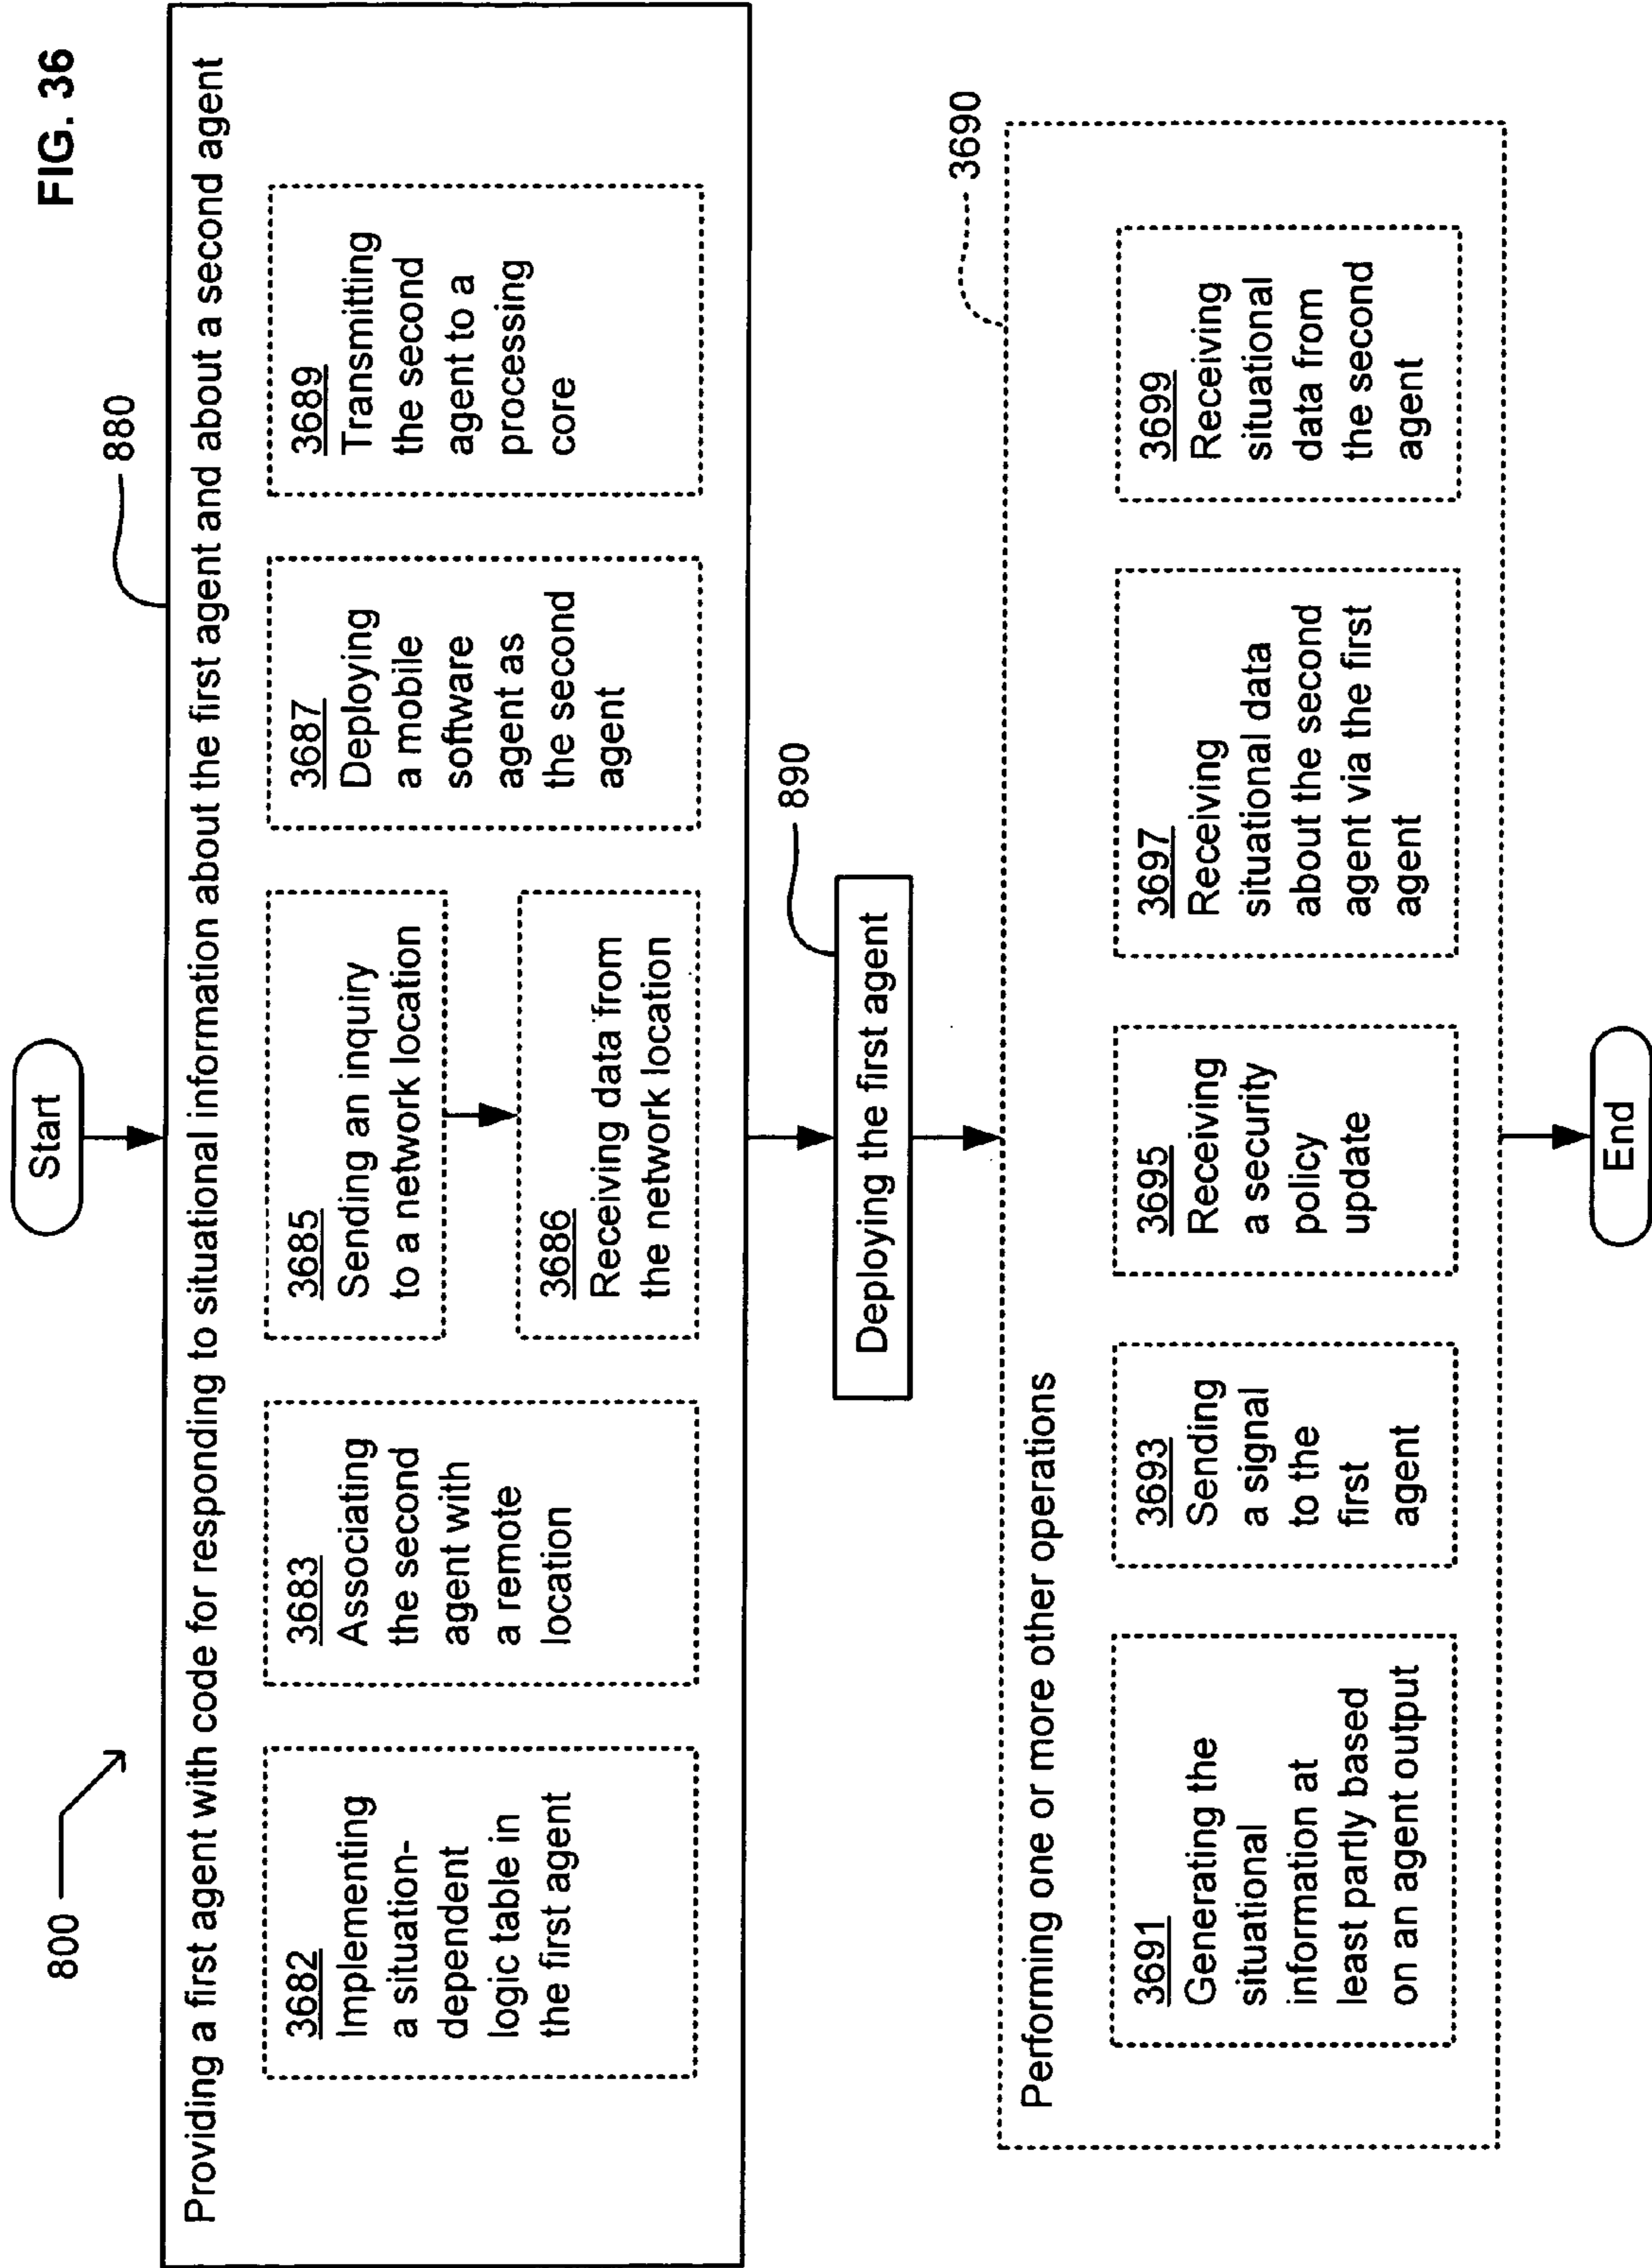 FIG. 36
800
Start
880
Providing a first agent with code for responding to situational information about the first agent and about a second agent
3682
Implementing
a situation-
dependent
logic table in
the first agent
3683
Associating
the second
agent with
a remote
location
3685
Sending an inquiry
to a network location
3686
Receiving data from
the network location
3687
Deploying
a mobile
software
agent as
the second
agent
3689
Transmitting
the second
agent to a
processing
core
890
Deploying the first agent
3690
Performing one or more other operations
3691
Generating the
situational
information at
least partly based
on an agent output
3693
Sending
a signal
to the
first
agent
3695
Receiving
a security
policy
update
3697
Receiving
situational data
about the second
agent via the first
agent
3699
Receiving
situational
data from
the second
agent
End